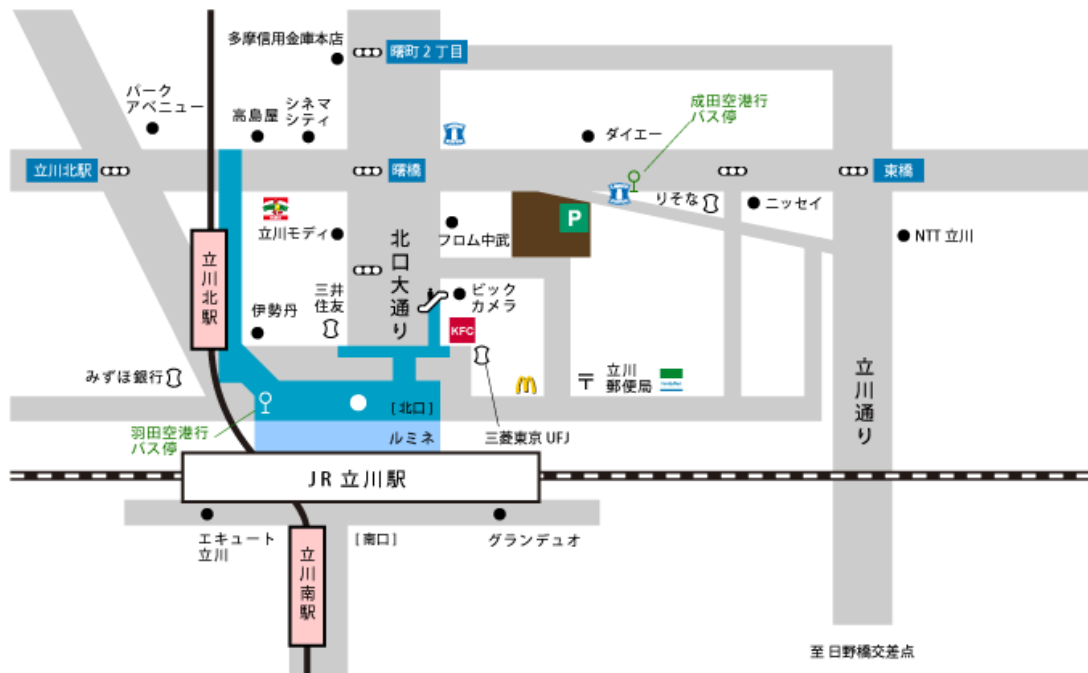 多摩信用金庫本店
曙町2丁目
パーク
アベニュー
高島屋
シネマ
シティ
成田空港行
バス停
ダイエー
立川北駅
曙橋
東橋
立川モディ
フロム中武
P
りそな
ニッセイ
NTT 立川
北口大通り
立川北駅
伊勢丹
三井
住友
ビック
カメラ
KFC
みずほ銀行
立川
郵便局
立川通り
[北口]
羽田空港行
バス停
ルミネ
三菱東京 UFJ
JR 立川駅
エキュート
立川
[南口]
グランデュオ
立川南駅
至 日野橋交差点